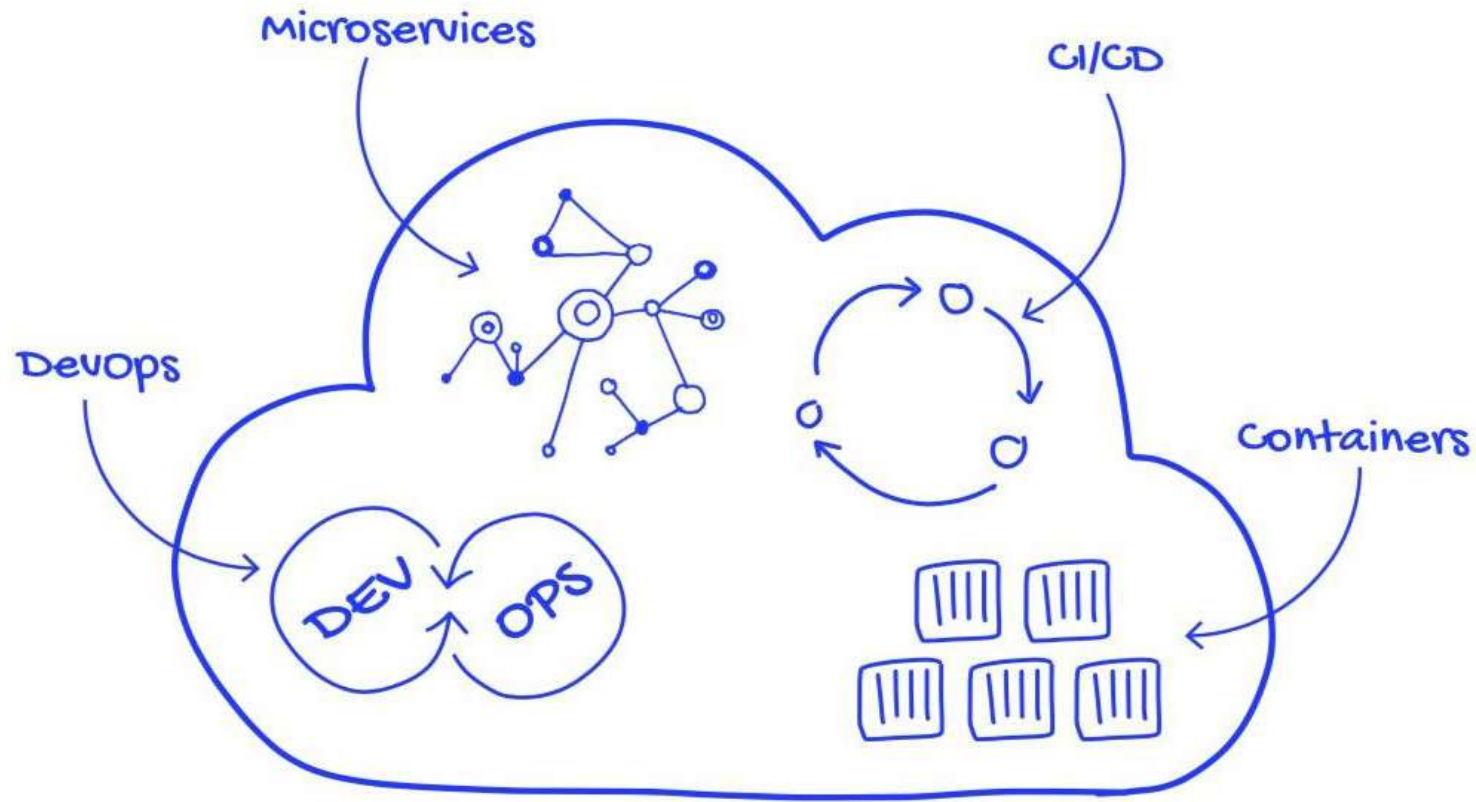 Microservices
CI/CD
DevOps
Containers
DEV
OPS